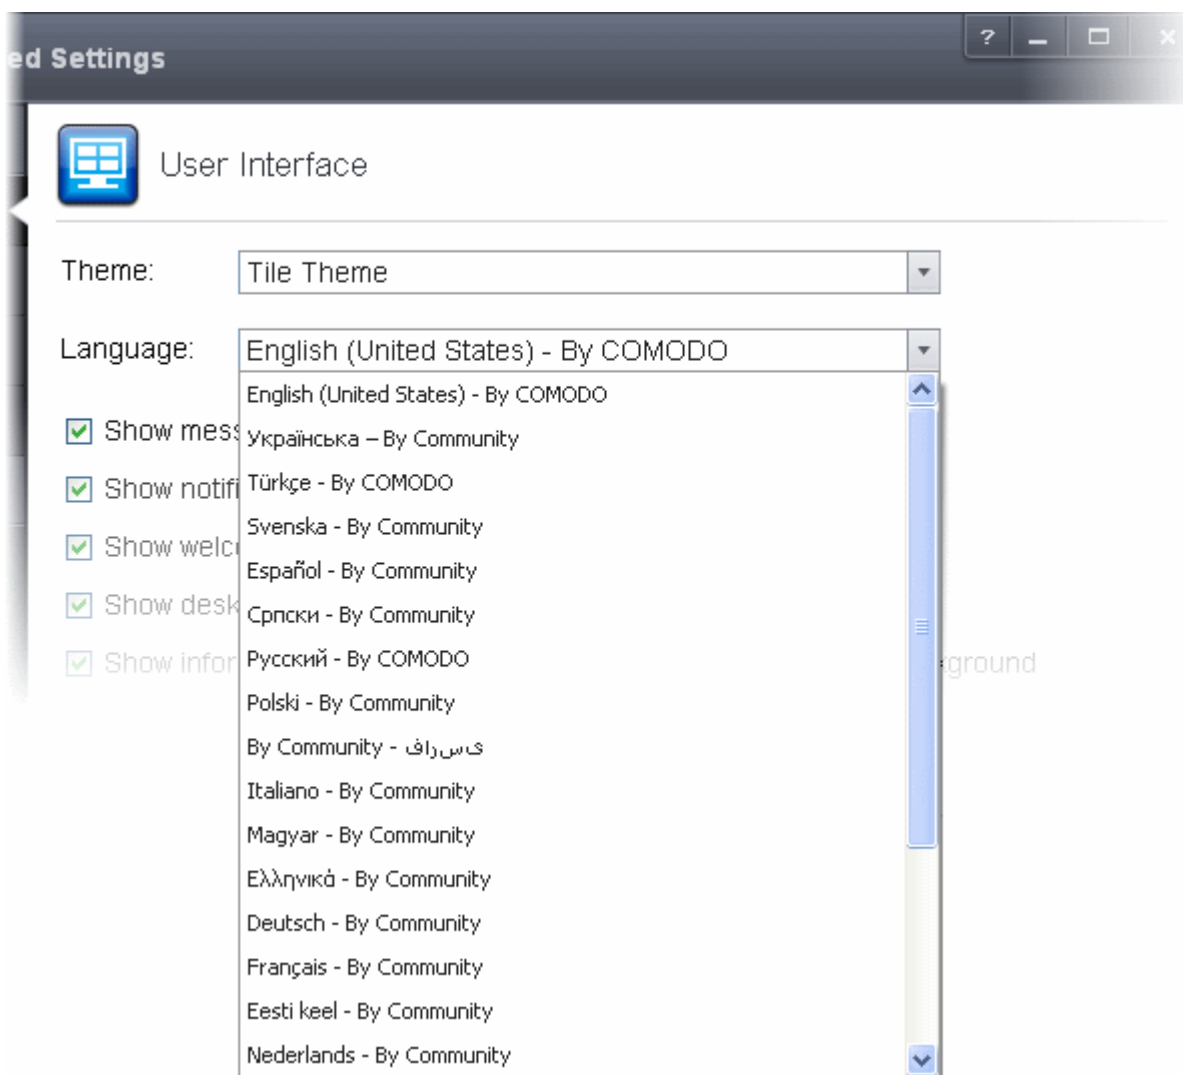 ed Settings
?
User Interface
Theme:
Tile Theme
Language:
English (United States) - By COMODO
English (United States) - By COMODO
Show mess
Українська – By Community
Türkçe - By COMODO
Show notifi
Svenska - By Community
Show welc
Español - By Community
Show desk
Српски - By Community
Русский - By COMODO
Show infor
ground
Polski - By Community
By Community - ىسراف
Italiano - By Community
Magyar - By Community
Ελληνικά - By Community
Deutsch - By Community
Français - By Community
Eesti keel - By Community
Nederlands - By Community